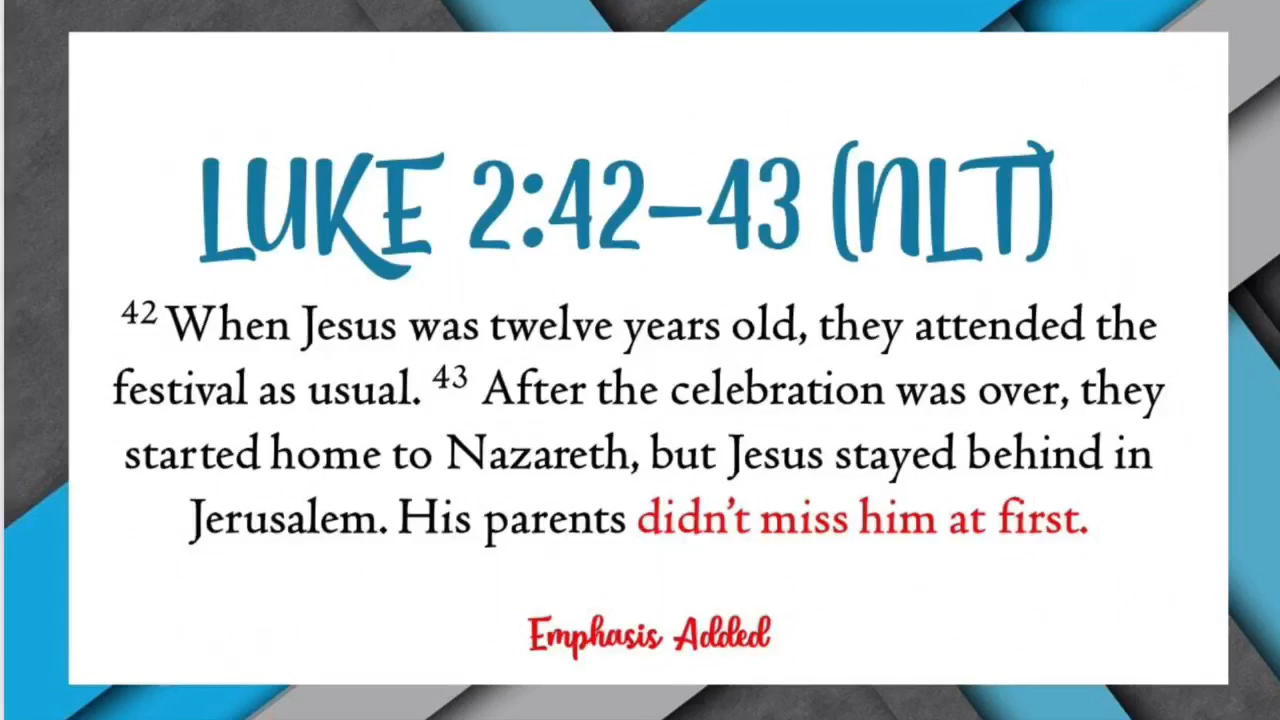 LUKE 2:42–43 (NLT)
42 When Jesus was twelve years old, they attended the
festival as usual. 43 After the celebration was over, they
started home to Nazareth, but Jesus stayed behind in
Jerusalem. His parents didn’t miss him at first.
Emphasis Added